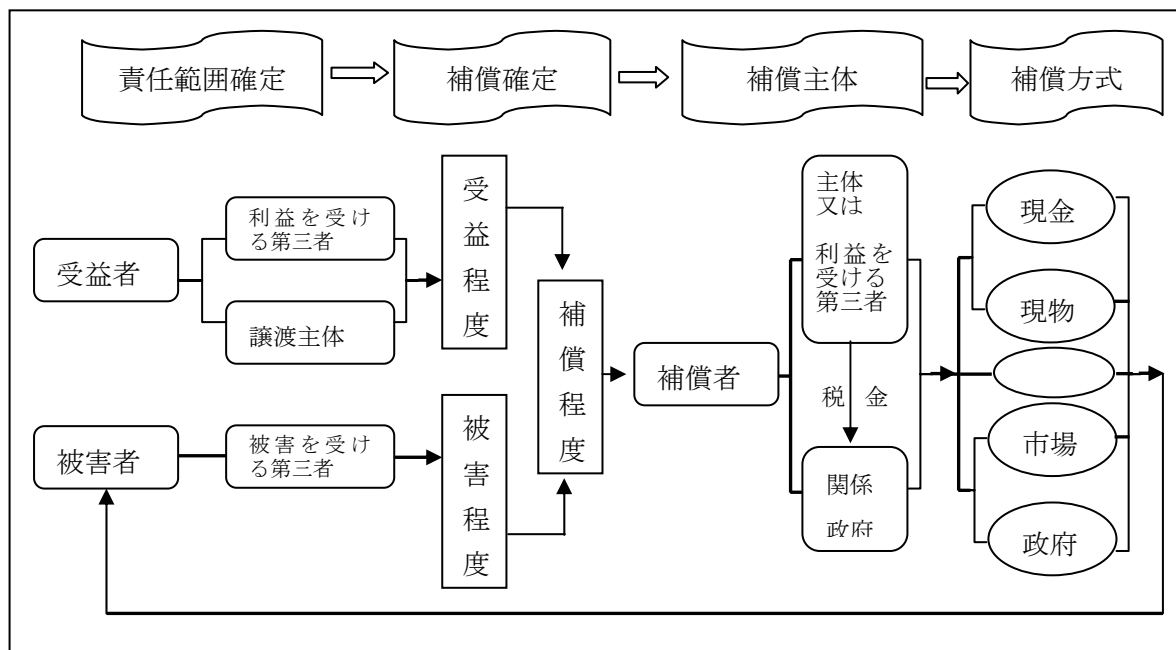 責任範囲確定
補償確定
補償主体
補償方式
受益者
利益を受け
る第三者
譲渡主体
受益程度
被害者
被害を受け
る第三者
被害程度
補償程度
補償者
主体
又は
利益を
受ける
第三者
税 金
関係
政府
現金
現物
市場
政府